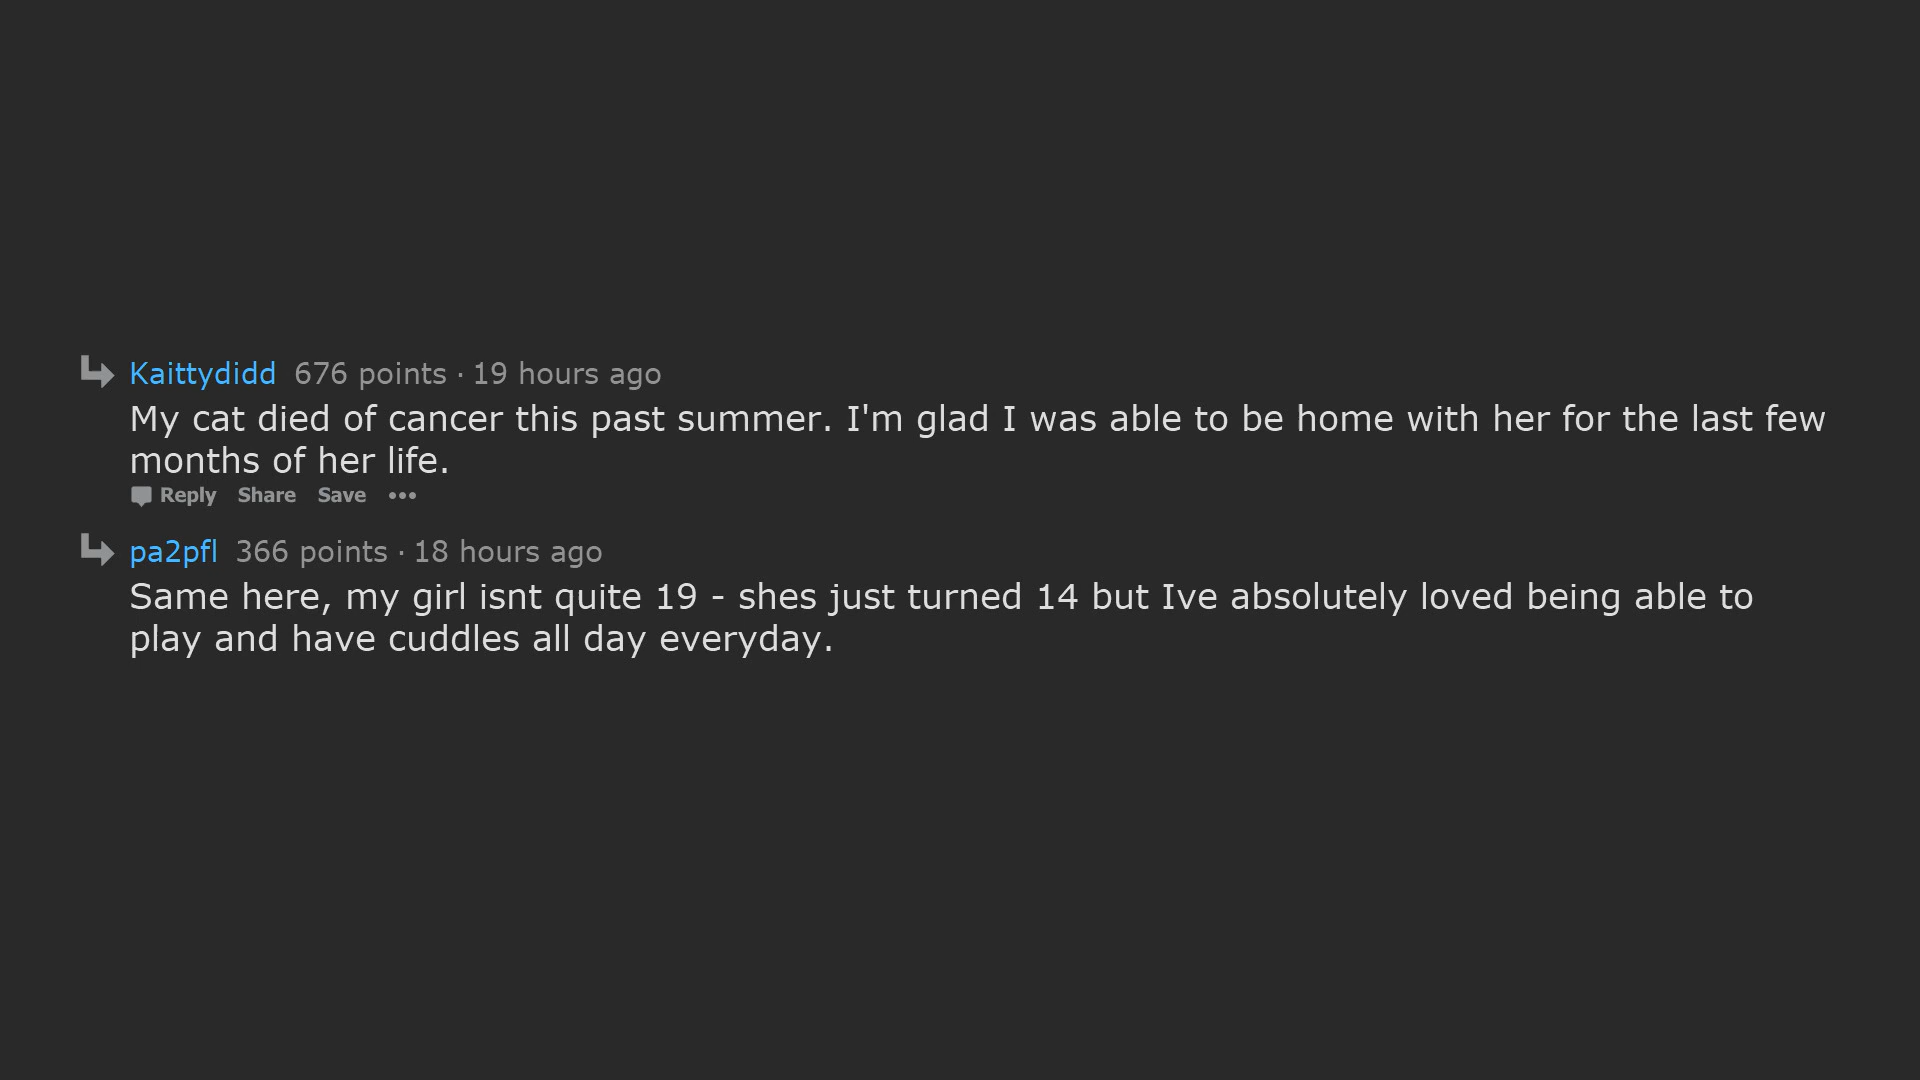 Kaittydidd 676 points · 19 hours ago
My cat died of cancer this past summer. I'm glad I was able to be home with her for the last few
months of her life.
Reply Share Save •••
pa2pfl 366 points · 18 hours ago
Same here, my girl isnt quite 19 - shes just turned 14 but Ive absolutely loved being able to
play and have cuddles all day everyday.